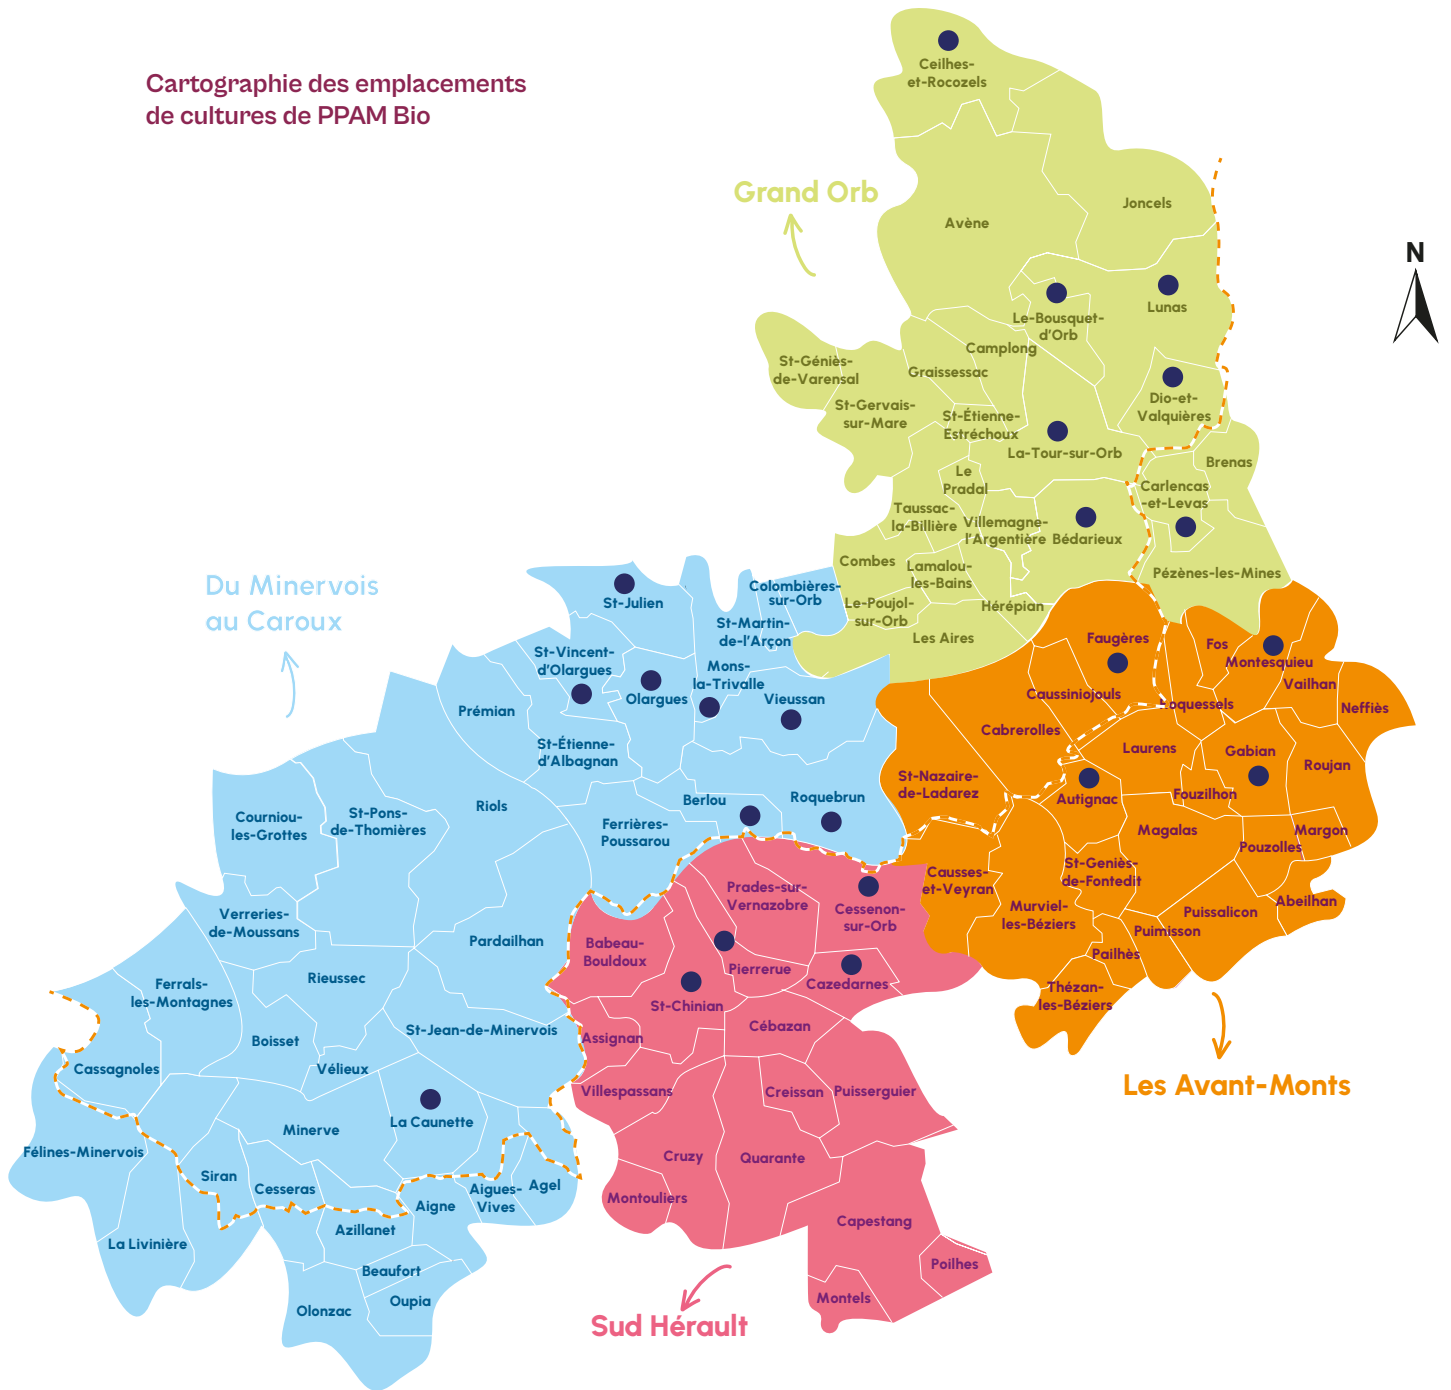 Cartographie des emplacements
de cultures de PPAM Bio
Grand Orb
N
Ceilhes-
et-Rocozels
Joncels
Avène
Lunas
Le-Bousquet-
d'Orb
Camplong
St-Géniès-
de-Varensal
Graissessac
Dio-et-
Valquières
St-Gervais-
sur-Mare
St-Étienne-
Estréchoux
La-Tour-sur-Orb
Brenas
Le
Pradal
Carlencas
-et-Levas
Taussac-
la-Billière
Villemagne-
l'Argentière
Bédarieux
Combes
Lamalou-
les-Bains
Pézènes-les-Mines
Le-Poujol-
sur-Orb
Hérépian
Les Aires
Du Minervois
au Caroux
St-Julien
Colombières-
sur-Orb
St-Martin-
de-l'Arçon
St-Vincent-
d'Olargues
Mons-
la-Trivalle
Olargues
Vieussan
Prémian
St-Étienne-
d'Albagnan
Berlou
Roquebrun
Riols
Courniou-
les-Grottes
St-Pons-
de-Thomières
Ferrières-
Poussarou
Verreries-
de-Moussans
Pardailhan
Rieussec
Ferrals-
les-Montagnes
St-Jean-de-Minervois
Boisset
Vélieux
Cassagnoles
La Caunette
Minerve
Félines-Minervois
Siran
Cesseras
Aigues-
Vives
Agel
Aigne
Azillanet
La Livinière
Beaufort
Oupia
Olonzac
Faugères
Fos
Montesquieu
Vailhan
Neffiès
Caussiniojouls
Roquessels
Cabrerolles
Laurens
Gabian
Roujan
St-Nazaire-
de-Ladarez
Autignac
Fouzilhon
Magalas
Margon
Pouzolles
Causses-
et-Veyran
St-Geniès-
de-Fontedit
Abeilhan
Murviel-
les-Béziers
Puissalicon
Puimisson
Pailhès
Thézan-
les-Béziers
Les Avant-Monts
Prades-sur-
Vernazobre
Cessenon-
sur-Orb
Babeau-
Bouldoux
Pierrerue
Cazedarnes
St-Chinian
Cébazan
Assignan
Villespassans
Creissan
Puisserguier
Cruzy
Quarante
Montouliers
Capestang
Poilhes
Montels
Sud Hérault